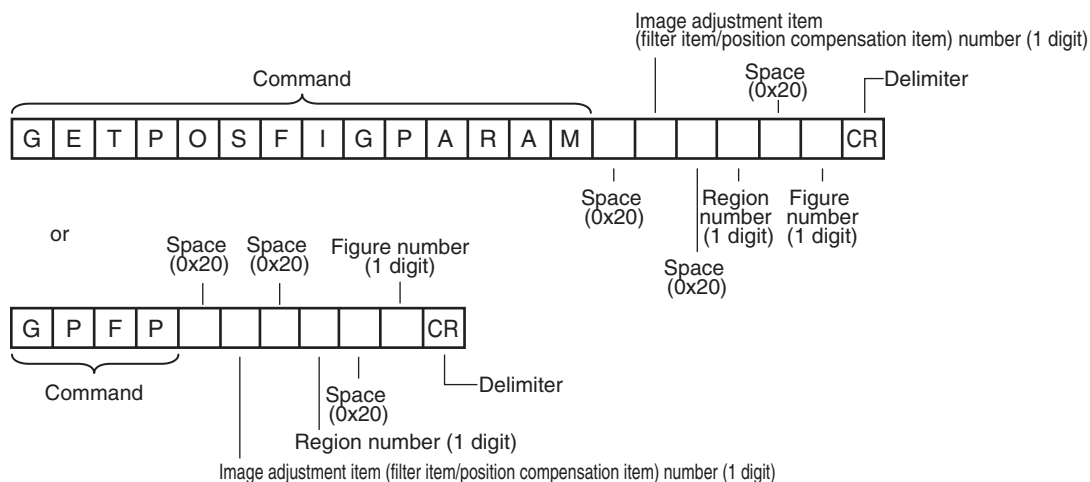 Image adjustment item
(filter item/position compensation item) number (1 digit)
Command
Space
(0x20)
Delimiter
G E T P O S F I G P A R A M CR
Space
(0x20)
Space
(0x20)
Region
number
(1 digit)
Figure
number
(1 digit)
or
Space
(0x20)
Space
(0x20)
Figure number
(1 digit)
G P F P CR
Command
Space
(0x20)
Delimiter
Region number (1 digit)
Image adjustment item (filter item/position compensation item) number (1 digit)